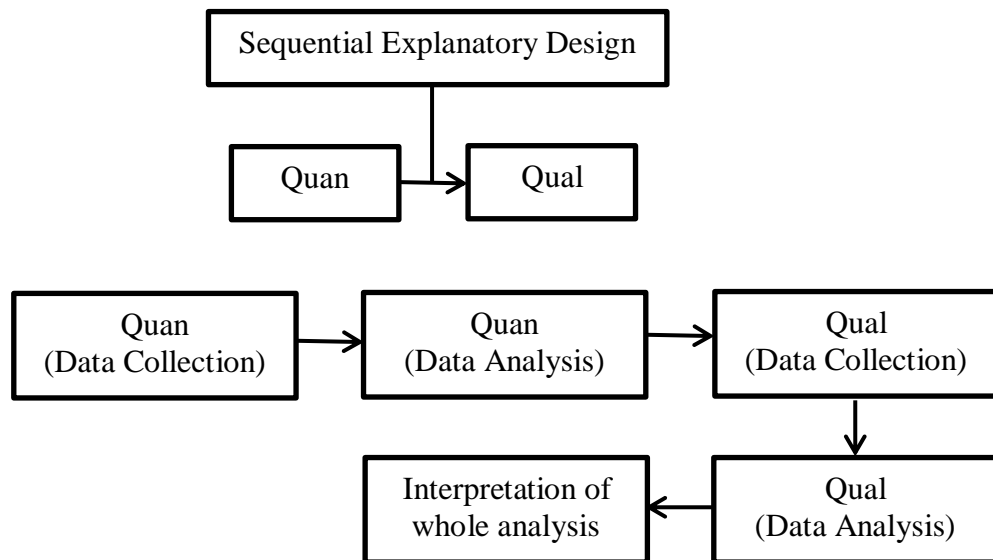 Sequential Explanatory Design
Quan
Qual
Quan
(Data Collection)
Quan
(Data Analysis)
Qual
(Data Collection)
Interpretation of
whole analysis
Qual
(Data Analysis)